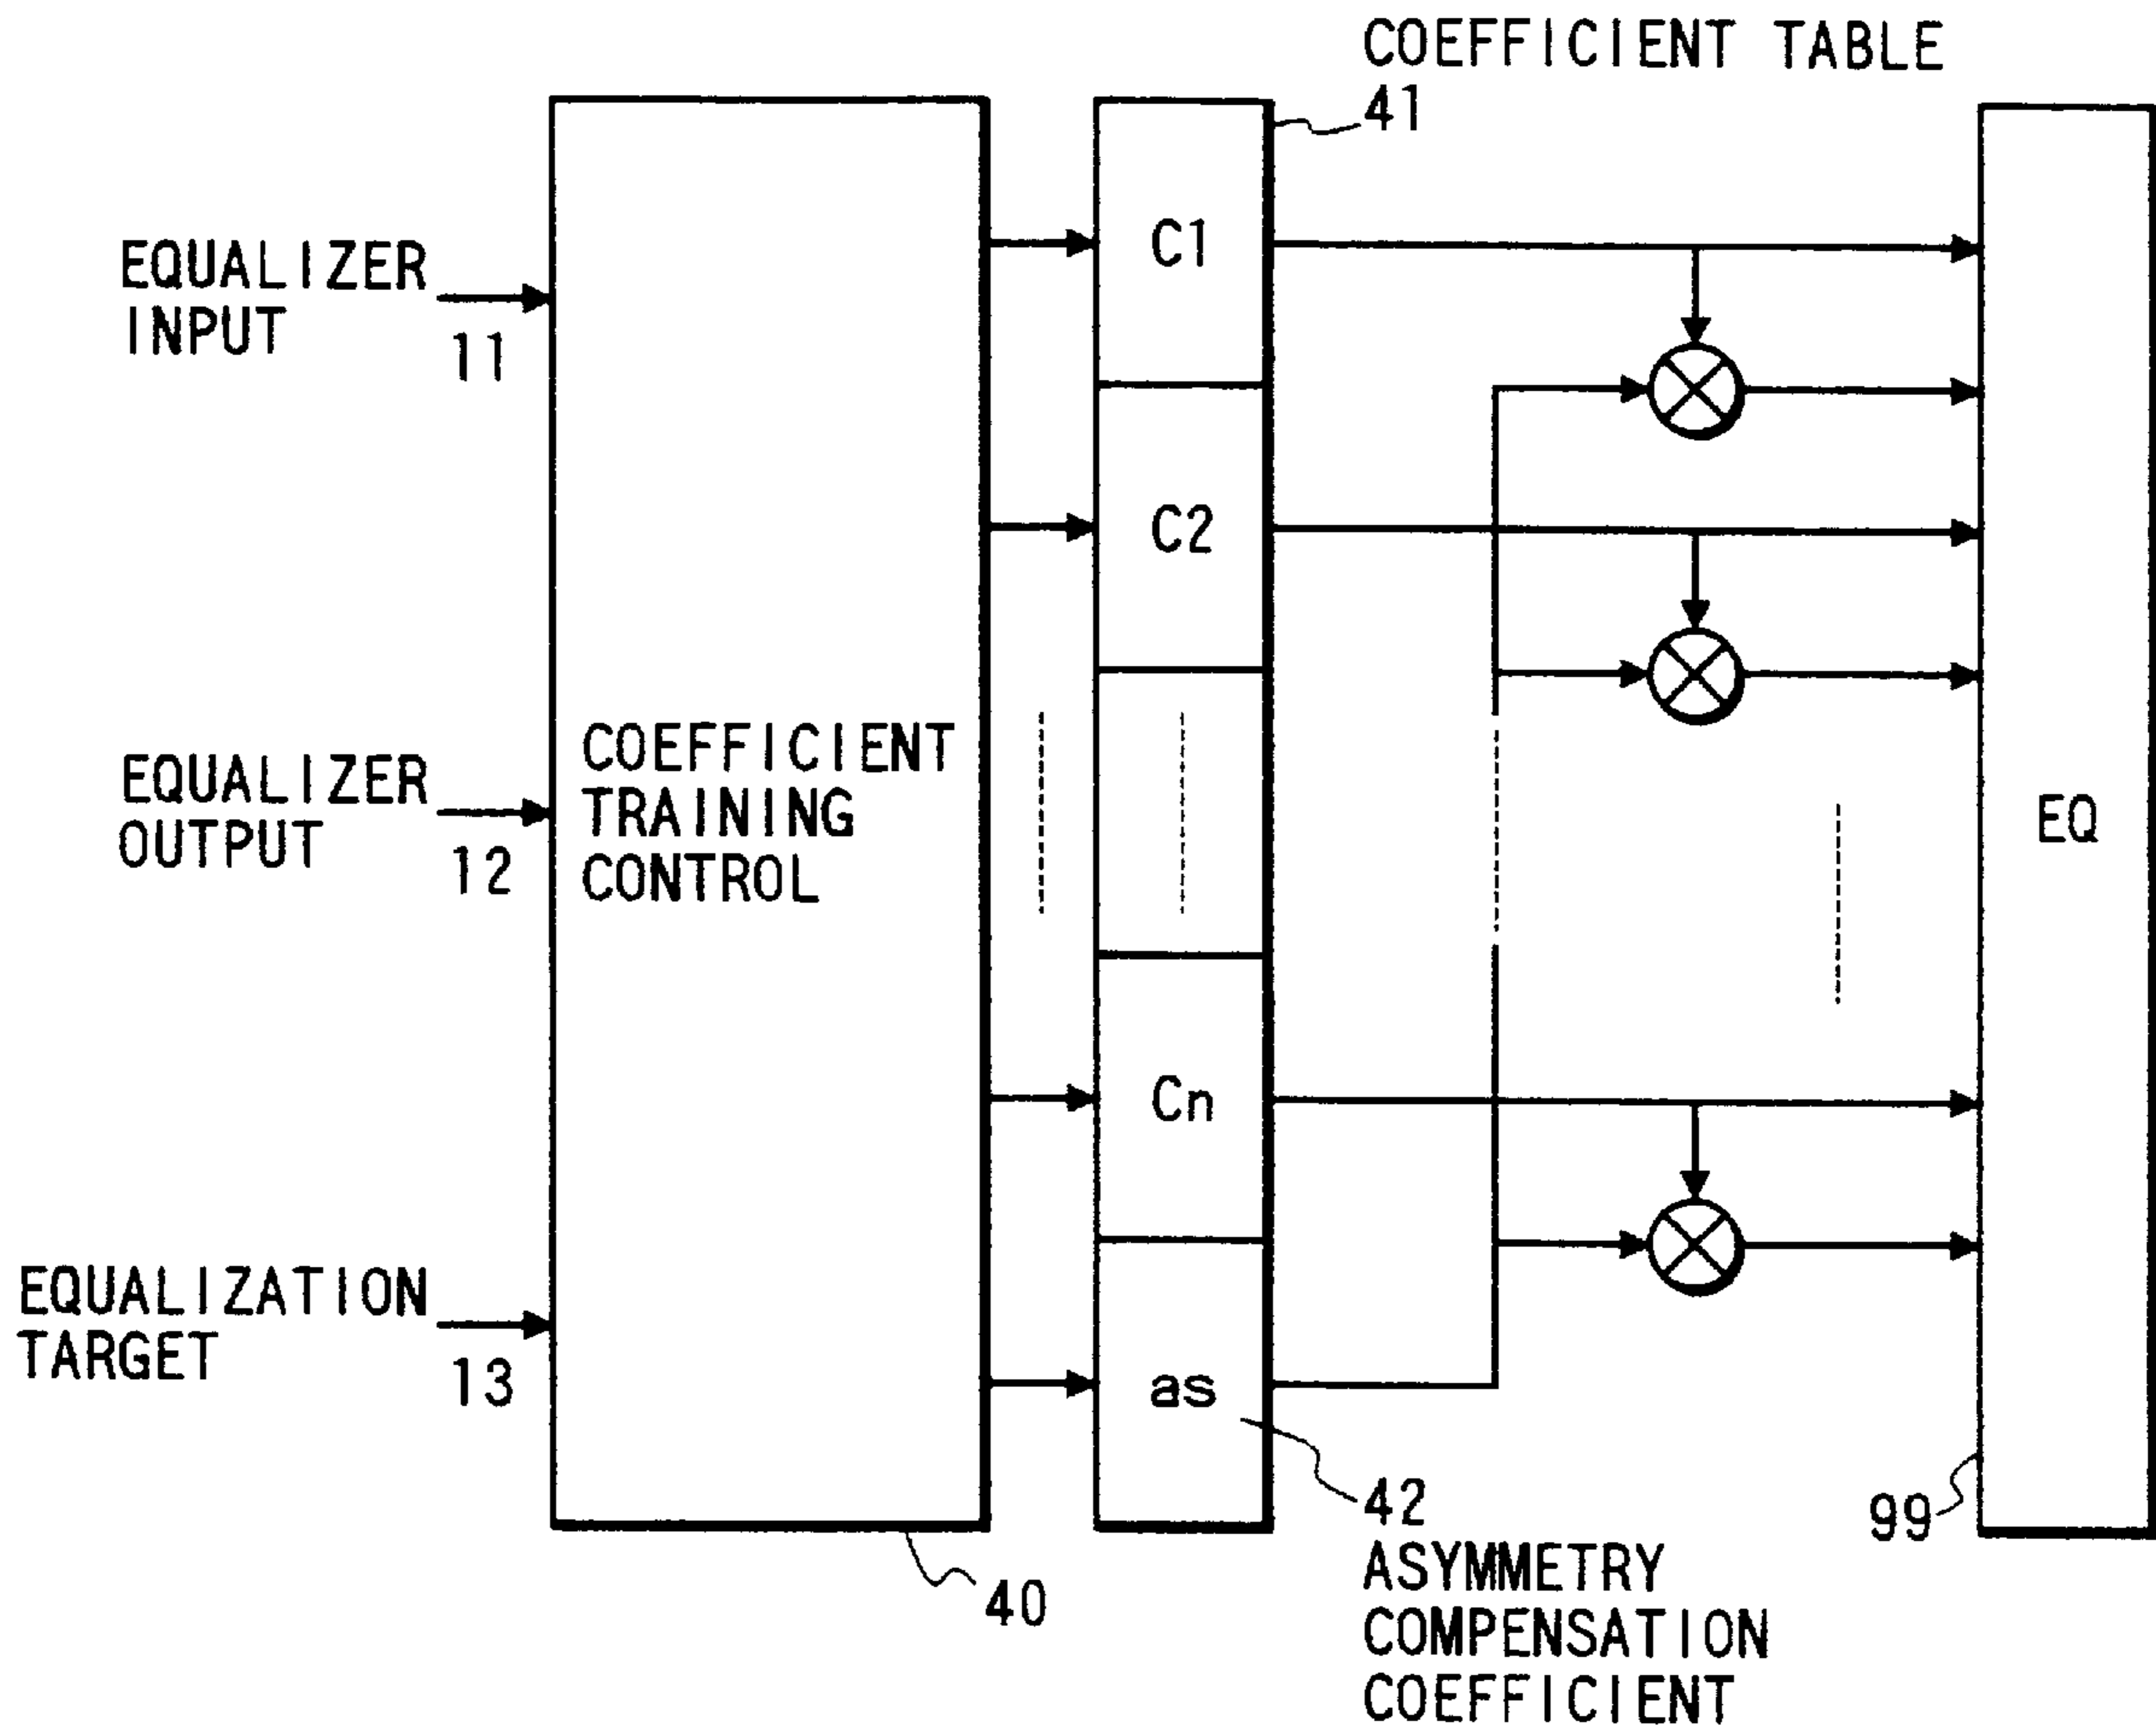 COEFFICIENT TABLE
41
EQUALIZER
INPUT
11
C1
C2
EQUALIZER
OUTPUT
12
COEFFICIENT
TRAINING
CONTROL
EQ
Cn
EQUALIZATION
TARGET
13
as
42
ASYMMETRY
COMPENSATION
COEFFICIENT
99
40